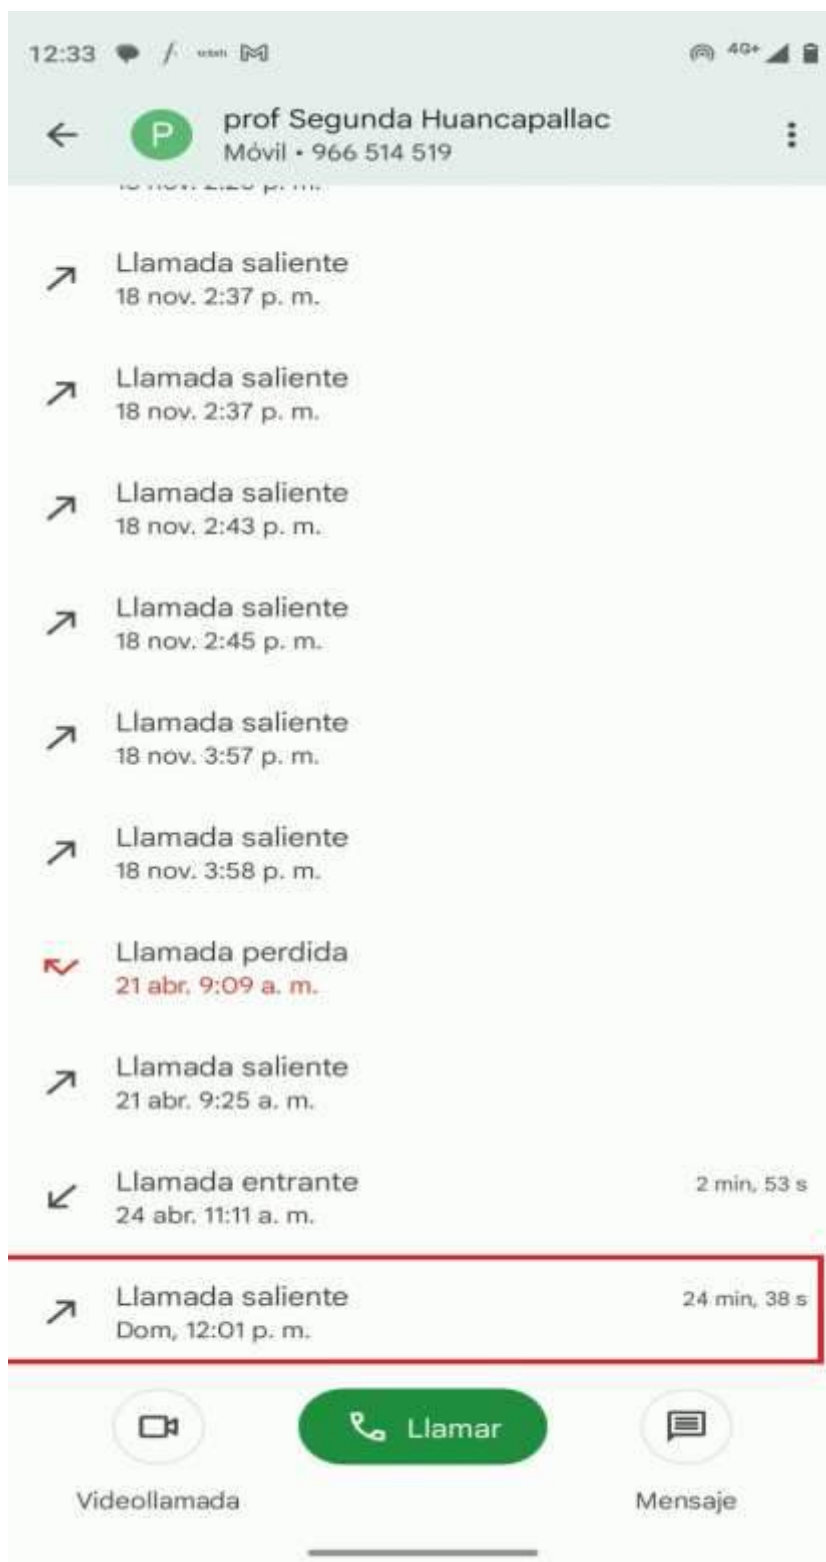 12:33
4G+
prof Segunda Huancapallac
P
Móvil • 966 514 519
Llamada saliente
18 nov. 2:37 p. m.
Llamada saliente
18 nov. 2:37 p. m.
Llamada saliente
18 nov. 2:43 p. m.
Llamada saliente
18 nov. 2:45 p. m.
Llamada saliente
18 nov. 3:57 p. m.
Llamada saliente
18 nov. 3:58 p. m.
Llamada perdida
21 abr. 9:09 a. m.
Llamada saliente
21 abr. 9:25 a. m.
Llamada entrante
2 min, 53 s
24 abr. 11:11 a. m.
Llamada saliente
24 min, 38 s
Dom, 12:01 p. m.
Llamar
Videollamada
Mensaje